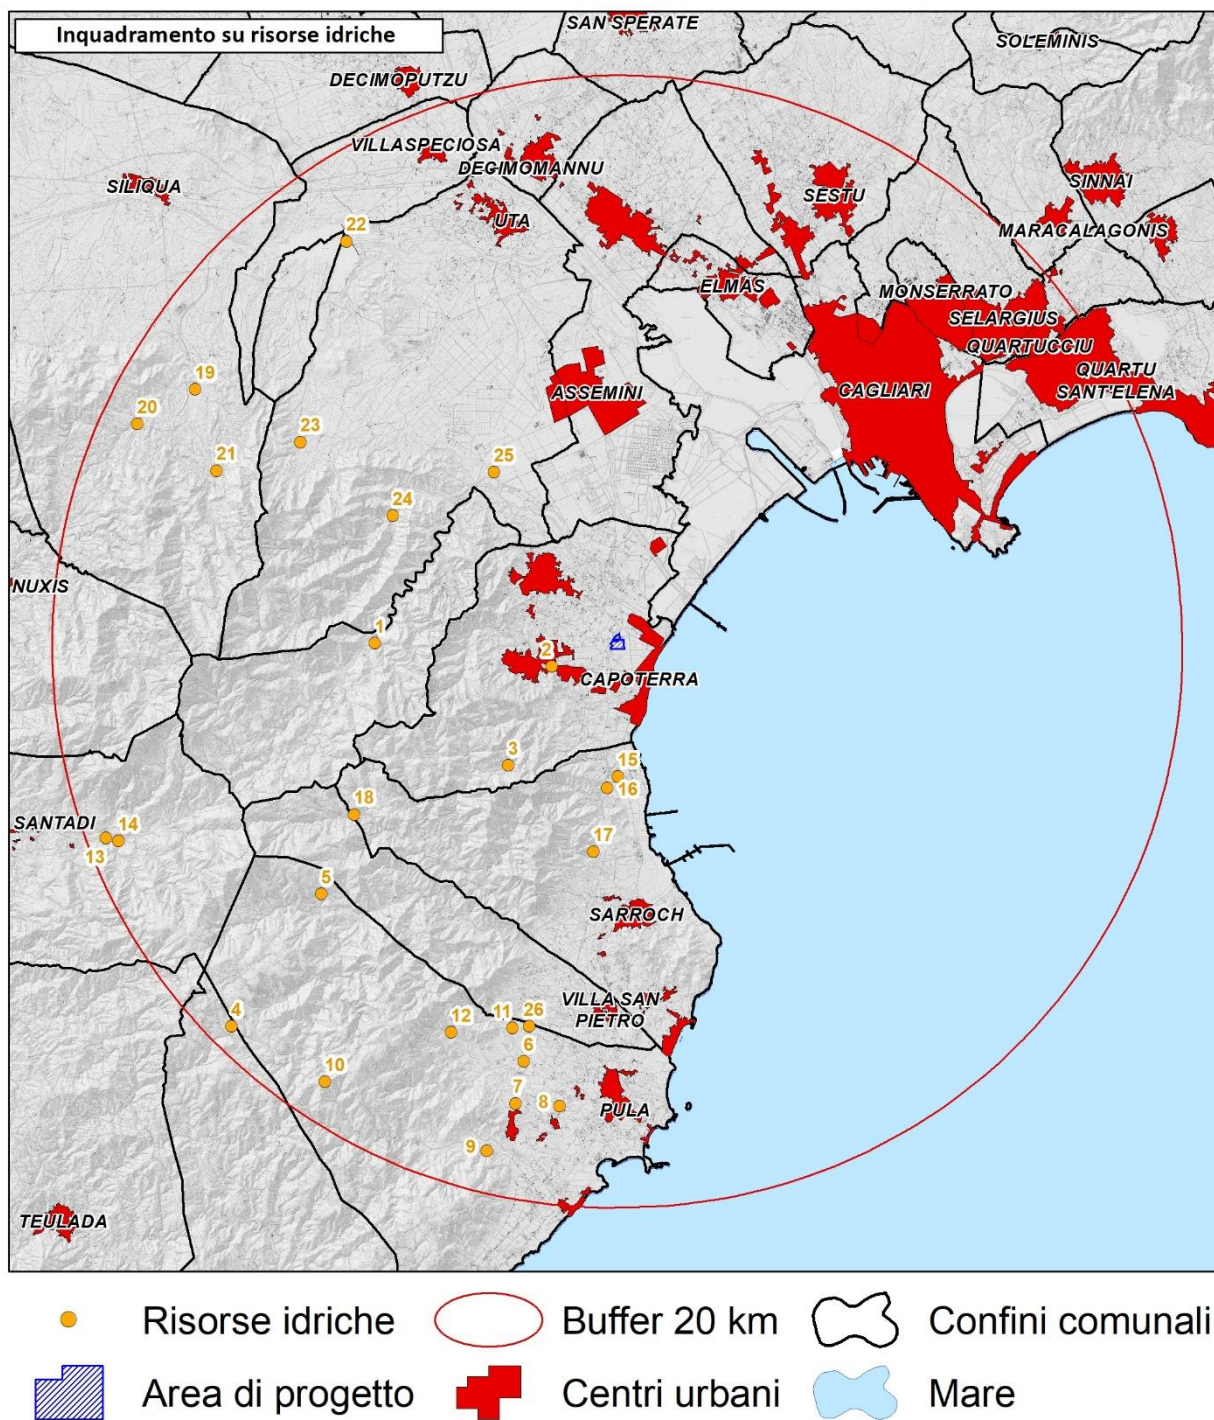 Inquadramento su risorse idriche
SAN SPERATE
SOLEMINIS
DECIMOPUTZU
VILLASPECIOSA
DECIMOMANNU
SILIQUA
SINNAI
SESTU
UTA
MARACALAGONIS
22
ELMAS
MONSERRATO
SELARGIUS
QUARTUCCIU
QUARTU
SANT'ELENA
19
ASSEMINI
CAGLIARI
20
23
21
25
24
NUXIS
1
2
CAPOTERRA
3
15
16
18
SANTADI
14
13
17
5
SARROCH
VILLA SAN
PIETRO
4
12
11
26
6
10
7
8
PULA
9
TEULADA
Risorse idriche
Buffer 20 km
Confini comunali
Area di progetto
Centri urbani
Mare